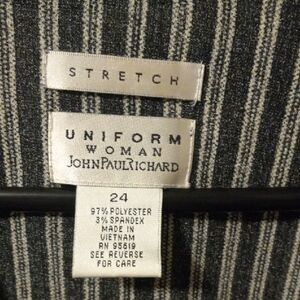 STRETCH
UNIFORM
WOMAN
JOHNPAULRICHARD
24
97% POLYESTER
3% SPANDEX
MADE IN
VIETNAM
RN 95619
SEE REVERSE
FOR CARE